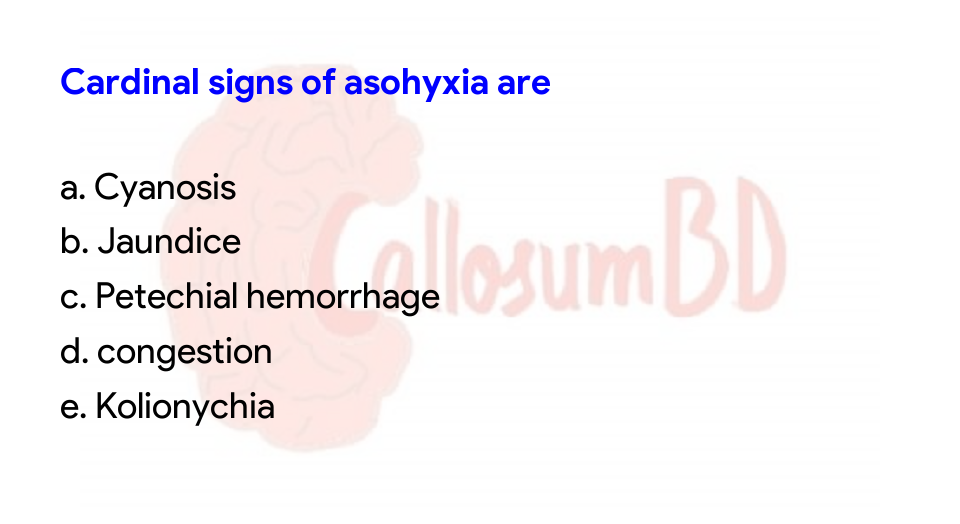 Cardinal signs of asohyxia are
a. Cyanosis
b. Jaundice
c. Petechial hemorrhage
d. congestion
e. Kolionychia
CallosumBD